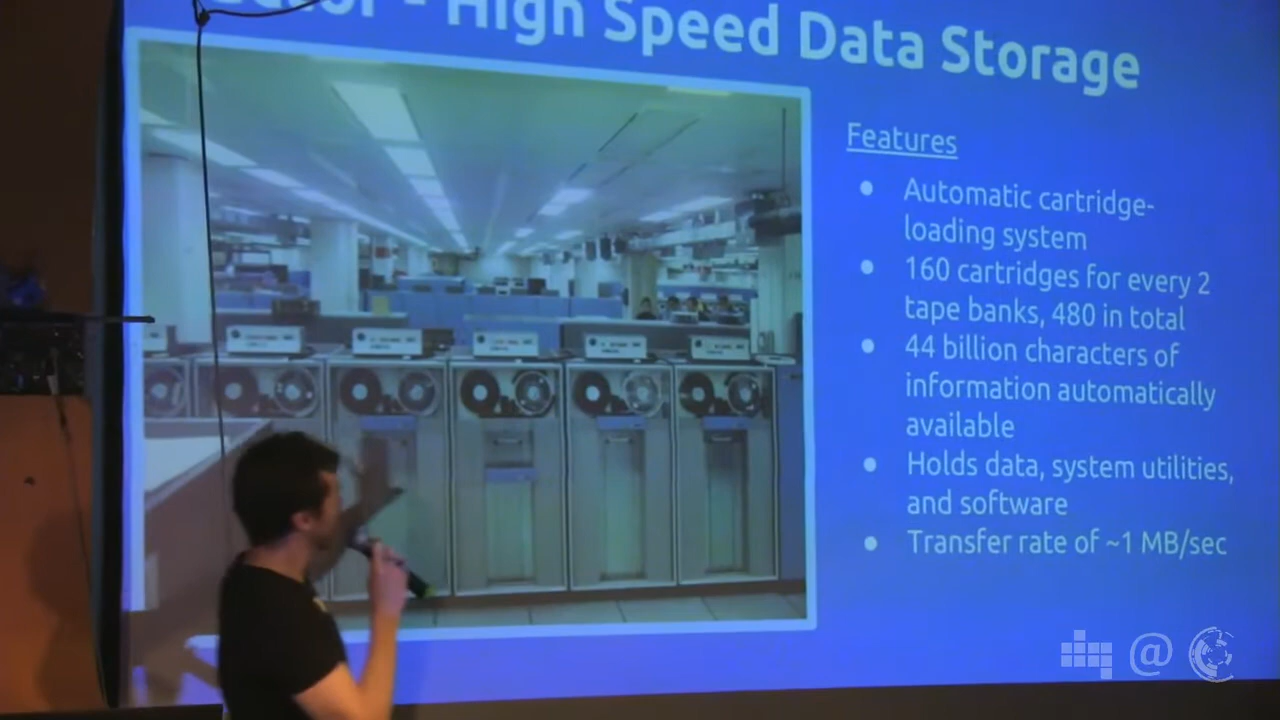 - High Speed Data Storage
Features
● Automatic cartridge-
loading system
● 160 cartridges for every 2
tape banks, 480 in total
● 44 billion characters of
information automatically
available
● Holds data, system utilities,
and software
● Transfer rate of ~1 MB/sec
@